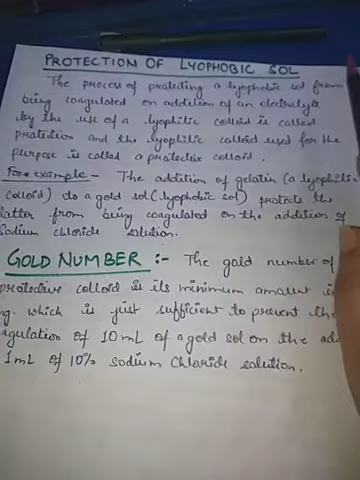 PROTECTION OF LYOPHOBIC SOL
The process of protecting a lyophobic sol from
being coagulated on addition of an electrolyte
by the use of a lyophilic colloid is called
protection and the lyophilic colloid used for the
purpose is called a protective colloid.
For example - The addition of gelatin (a lyophilic
colloid) to a gold sol (lyophobic sol) protects the
latter from being coagulated on the addition of
Sodium chloride solution.
GOLD NUMBER :- The gold number of
protective colloid is its minimum amount in
mg. which is just sufficient to prevent the
agulation of 10 mL of a gold sol on the ad
1 mL of 10% sodium chloride solution.